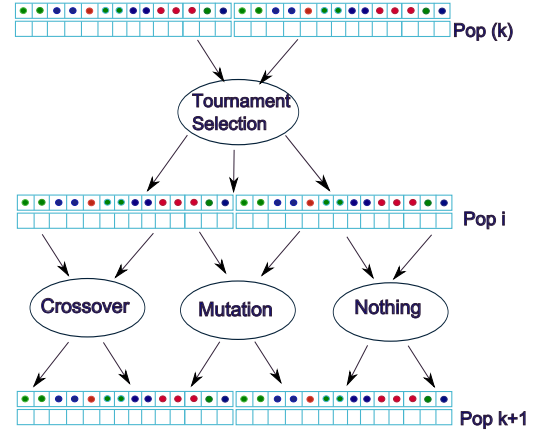 Pop (k)
Tournament
Selection
Pop i
Crossover
Mutation
Nothing
Pop k+1